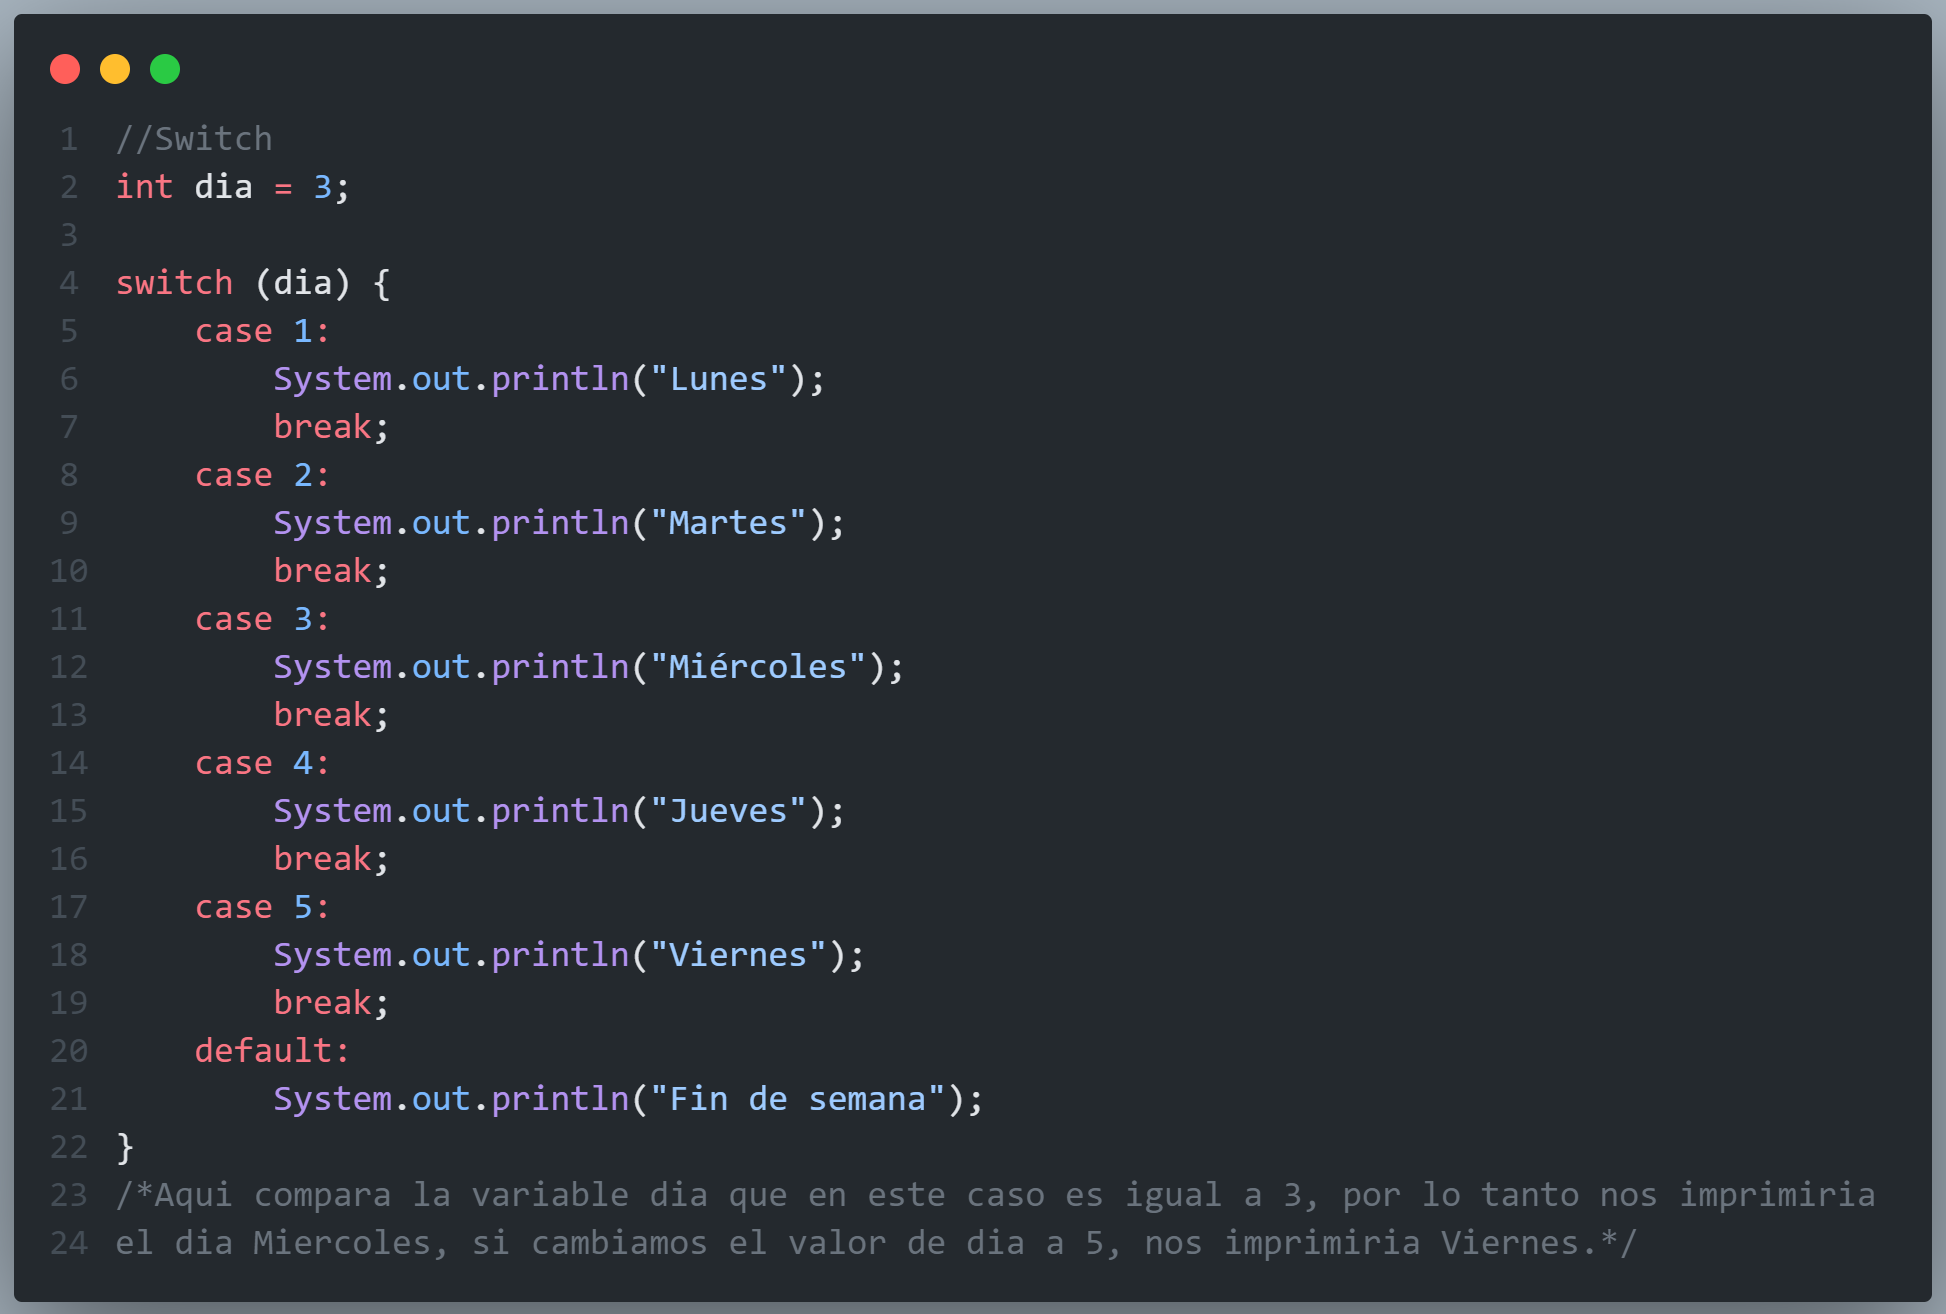 1 //Switch
2 int dia = 3;
3
4 switch (dia) {
5     case 1:
6         System.out.println("Lunes");
7         break;
8     case 2:
9         System.out.println("Martes");
10         break;
11     case 3:
12         System.out.println("Miércoles");
13         break;
14     case 4:
15         System.out.println("Jueves");
16         break;
17     case 5:
18         System.out.println("Viernes");
19         break;
20     default:
21         System.out.println("Fin de semana");
22 }
23 /*Aqui compara la variable dia que en este caso es igual a 3, por lo tanto nos imprimiria
24 el dia Miercoles, si cambiamos el valor de dia a 5, nos imprimiria Viernes.*/